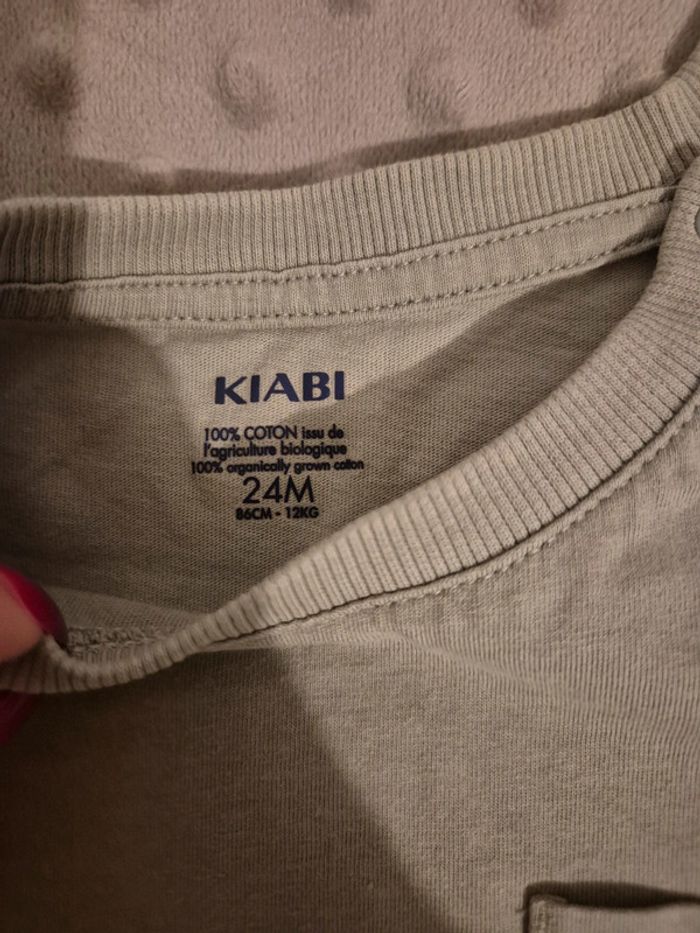 KIABI
100% COTON issu de
l'agriculture biologique
100% organically grown cotton
24M
86CM - 12KG